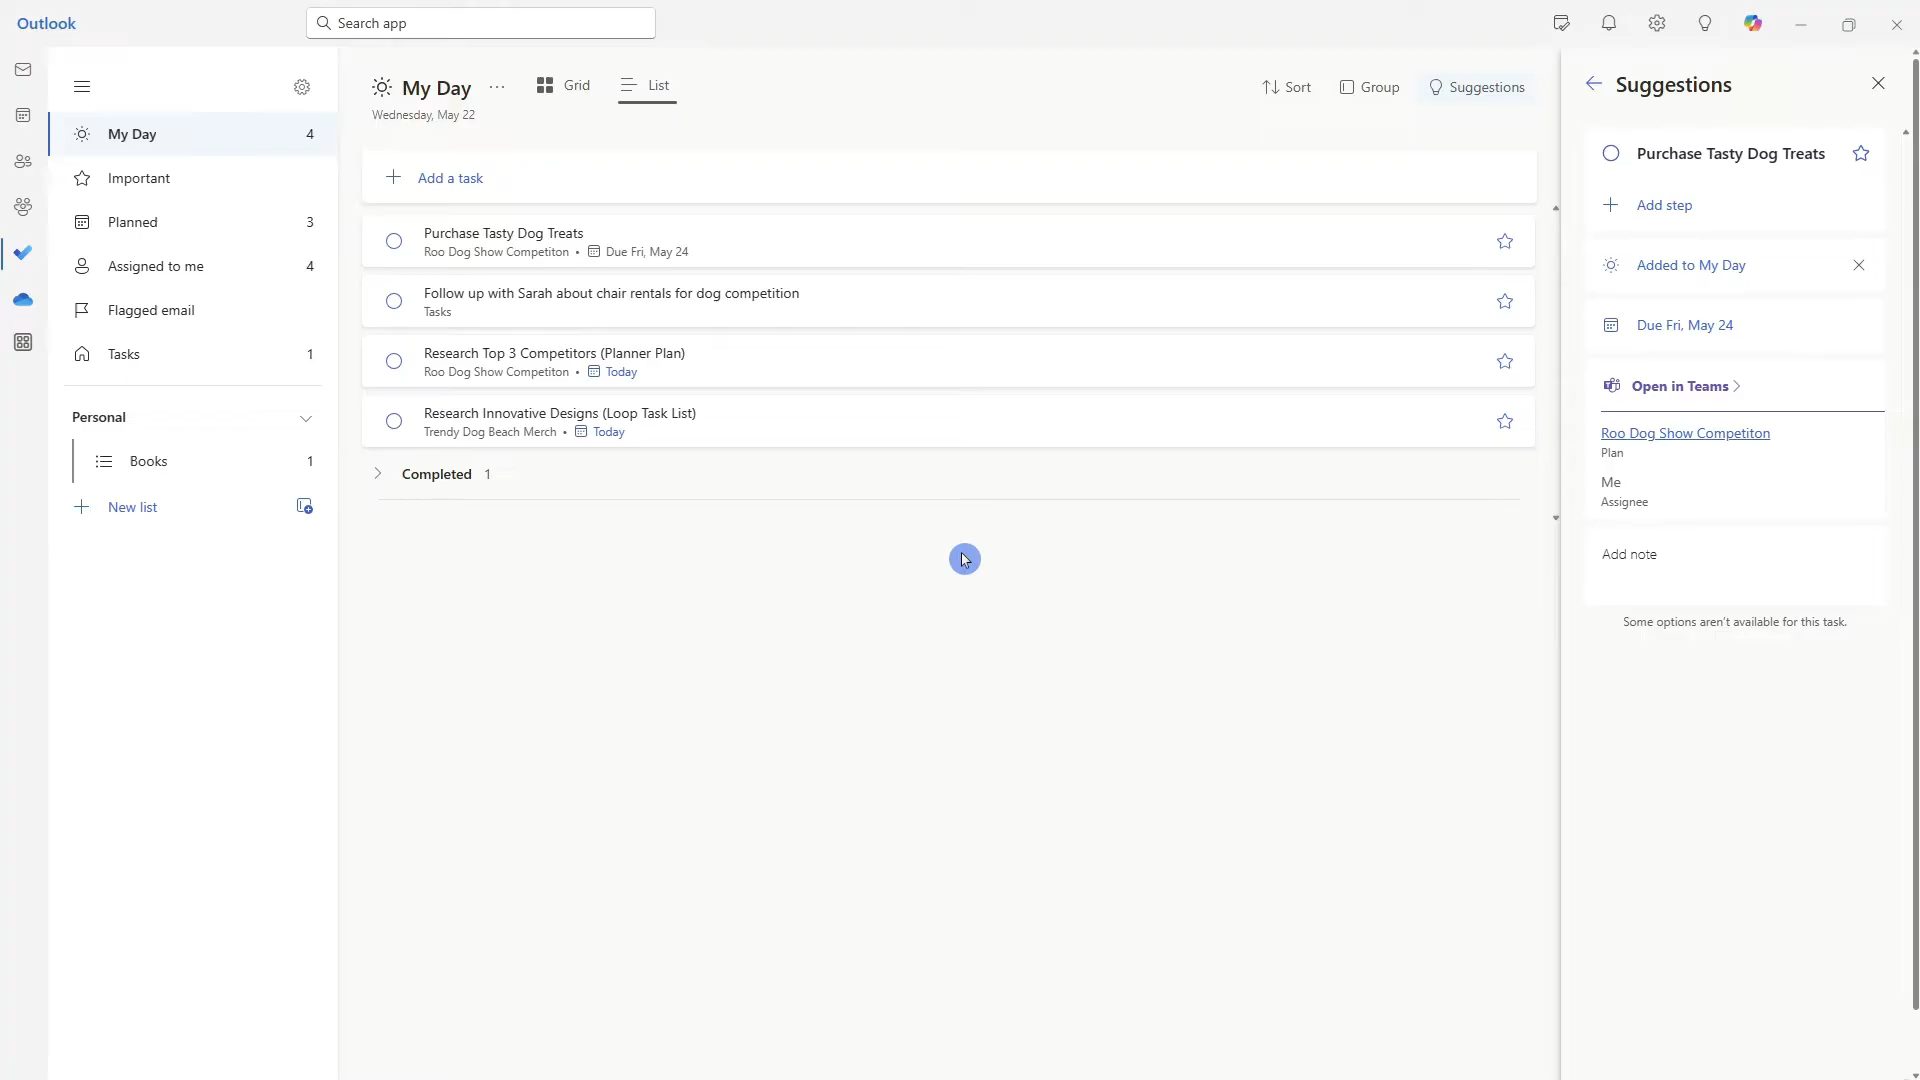 Outlook
Search app
My Day 4
Important
Planned 3
Assigned to me 4
Flagged email
Tasks 1
Personal
Books 1
New list
My Day ...
Grid
List
Wednesday, May 22
Sort
Group
Suggestions
Add a task
Purchase Tasty Dog Treats
Roo Dog Show Competiton • Due Fri, May 24
Follow up with Sarah about chair rentals for dog competition
Tasks
Research Top 3 Competitors (Planner Plan)
Roo Dog Show Competiton • Today
Research Innovative Designs (Loop Task List)
Trendy Dog Beach Merch • Today
Completed 1
Suggestions
Purchase Tasty Dog Treats
Add step
Added to My Day
Due Fri, May 24
Open in Teams
Roo Dog Show Competiton
Plan
Me
Assignee
Add note
Some options aren't available for this task.